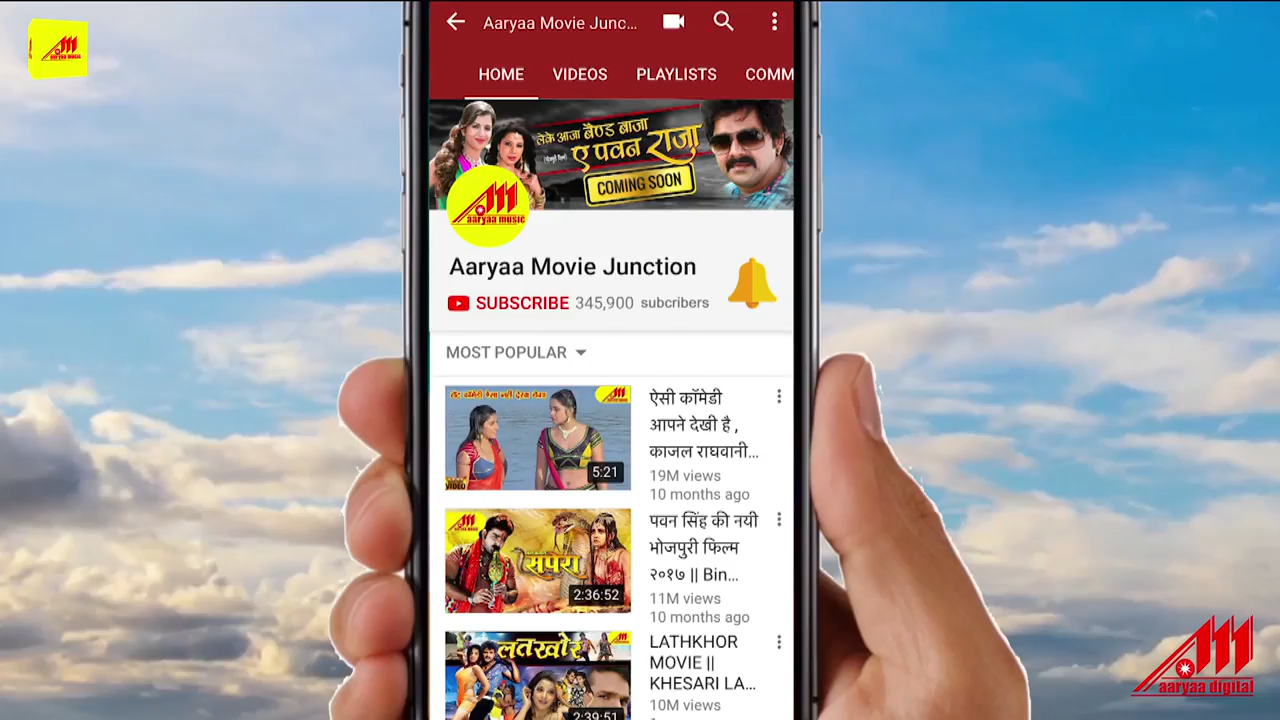 Aaryaa Movie Junc...
HOME VIDEOS PLAYLISTS COMM
aaryaa music
लेके आजा बैण्ड बाजा
ए पवन राजा
COMING SOON
aaryaa music
Aaryaa Movie Junction
SUBSCRIBE 345,900 subcribers
MOST POPULAR
ऐसी कॉमेडी
आपने देखी है ,
काजल राघवानी...
19M views
10 months ago
VIDEO
5:21
पवन सिंह की नयी
भोजपुरी फिल्म
२०१७ || Bin...
11M views
10 months ago
सपेरा
2:36:52
LATHKHOR
MOVIE ||
KHESARI LA...
10M views
लतखोर
2:39:51
aaryaa digital